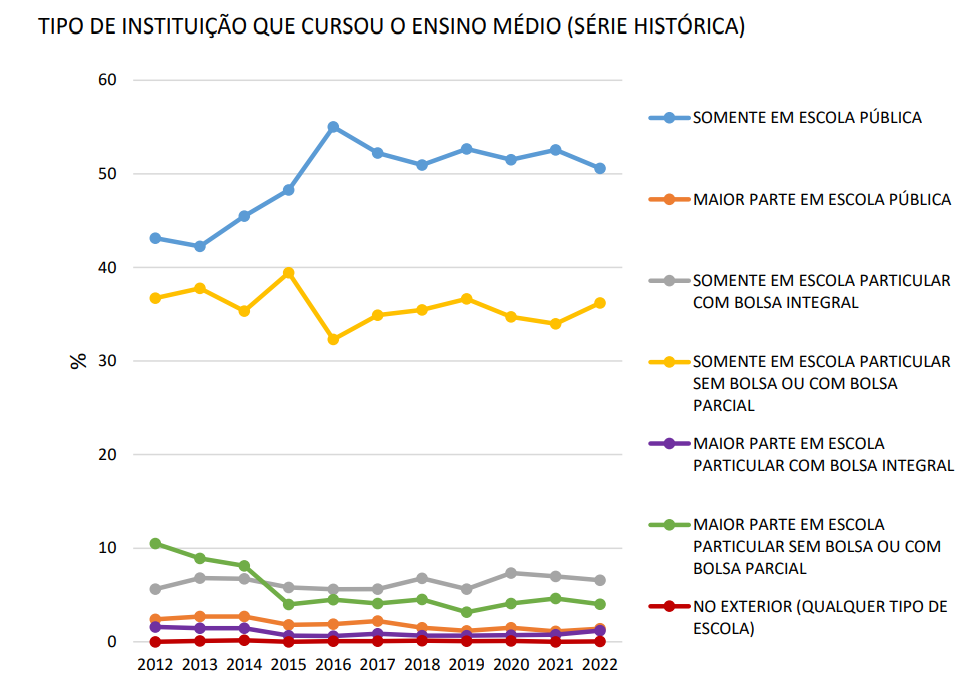 TIPO DE INSTITUIÇÃO QUE CURSOU O ENSINO MÉDIO (SÉRIE HISTÓRICA)
60
50
40
30
20
10
0
%
2012 2013 2014 2015 2016 2017 2018 2019 2020 2021 2022
SOMENTE EM ESCOLA PÚBLICA
MAIOR PARTE EM ESCOLA PÚBLICA
SOMENTE EM ESCOLA PARTICULAR
COM BOLSA INTEGRAL
SOMENTE EM ESCOLA PARTICULAR
SEM BOLSA OU COM BOLSA
PARCIAL
MAIOR PARTE EM ESCOLA
PARTICULAR COM BOLSA INTEGRAL
MAIOR PARTE EM ESCOLA
PARTICULAR SEM BOLSA OU COM
BOLSA PARCIAL
NO EXTERIOR (QUALQUER TIPO DE
ESCOLA)